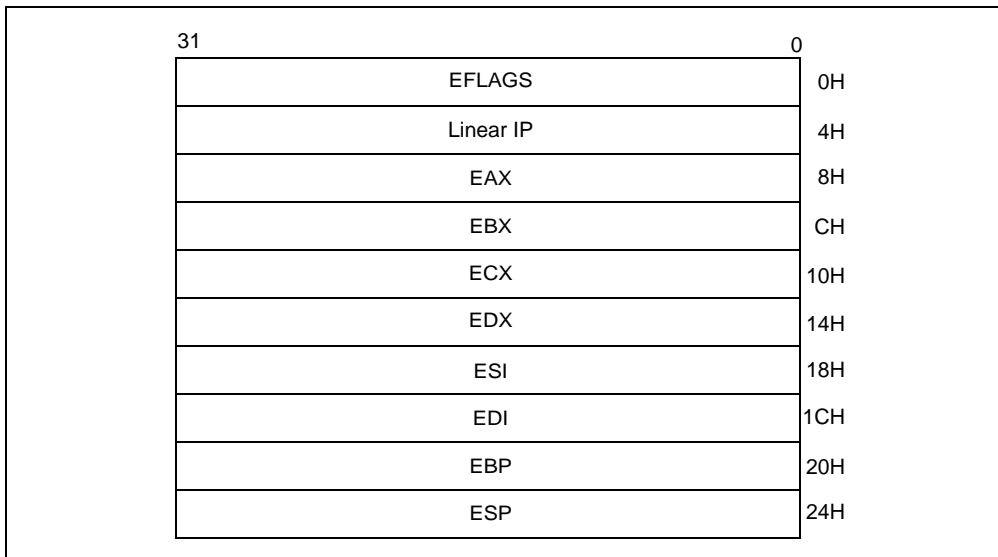 31 0
EFLAGS 0H
Linear IP 4H
EAX 8H
EBX CH
ECX 10H
EDX 14H
ESI 18H
EDI 1CH
EBP 20H
ESP 24H